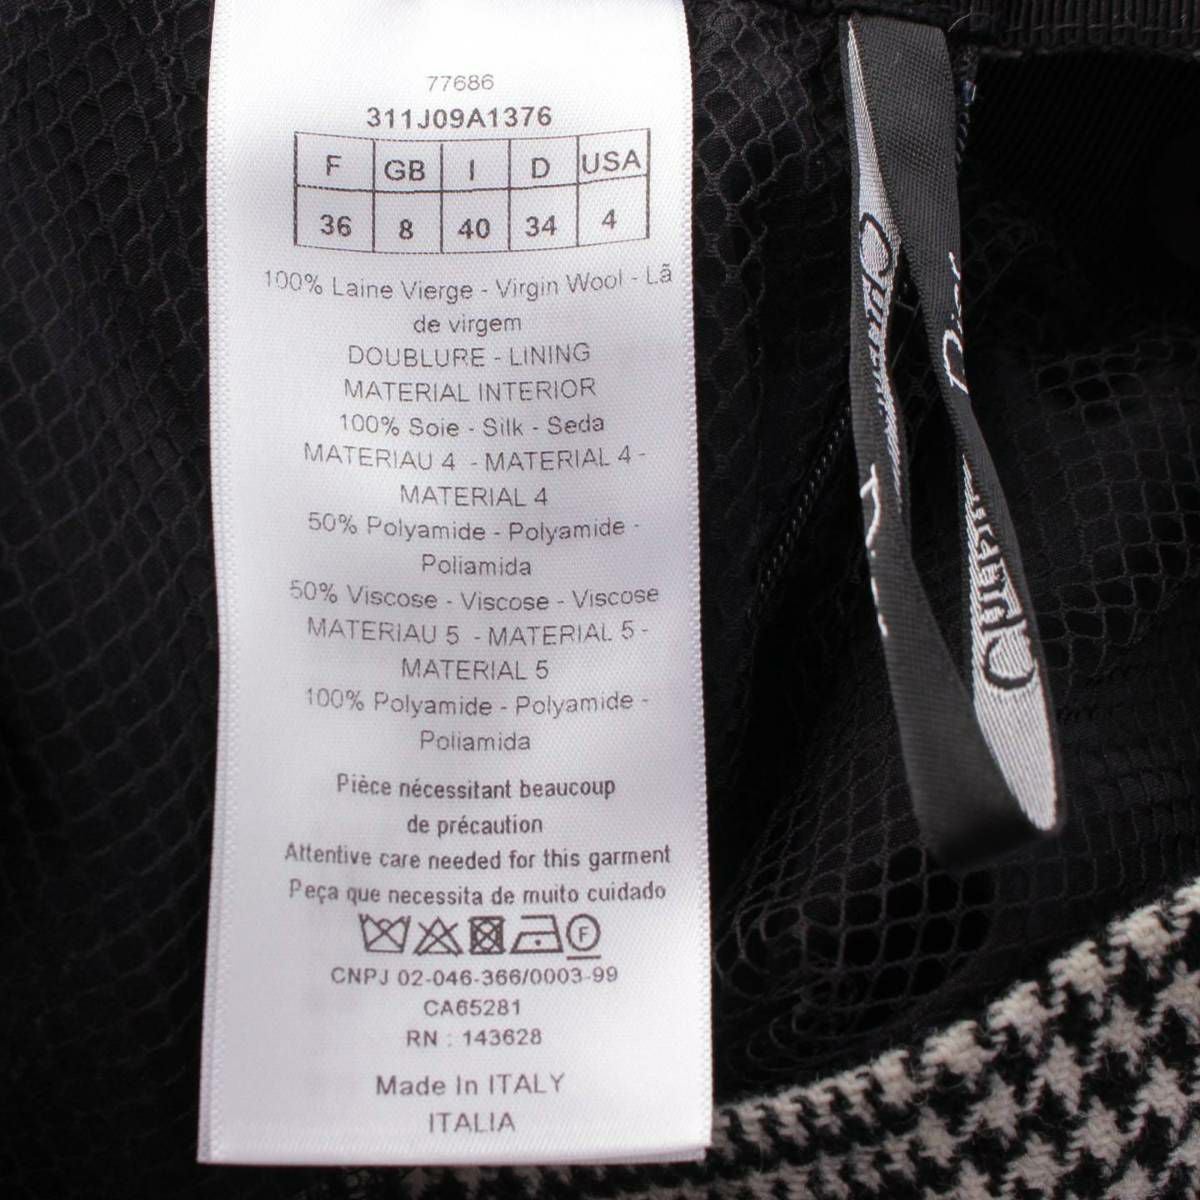 77686
311J09A1376
F GB I D USA
36 8 40 34 4
100% Laine Vierge - Virgin Wool - Lã
de virgem
DOUBLURE - LINING
MATERIAL INTERIOR
100% Soie - Silk - Seda
MATERIAU 4 - MATERIAL 4 -
MATERIAL 4
50% Polyamide - Polyamide -
Poliamida
50% Viscose - Viscose - Viscose
MATERIAU 5 - MATERIAL 5 -
MATERIAL 5
100% Polyamide - Polyamide -
Poliamida
Pièce nécessitant beaucoup
de précaution
Attentive care needed for this garment
Peça que necessita de muito cuidado
F
CNPJ 02-046-366/0003-99
CA65281
RN : 143628
Made In ITALY
ITALIA
Dior